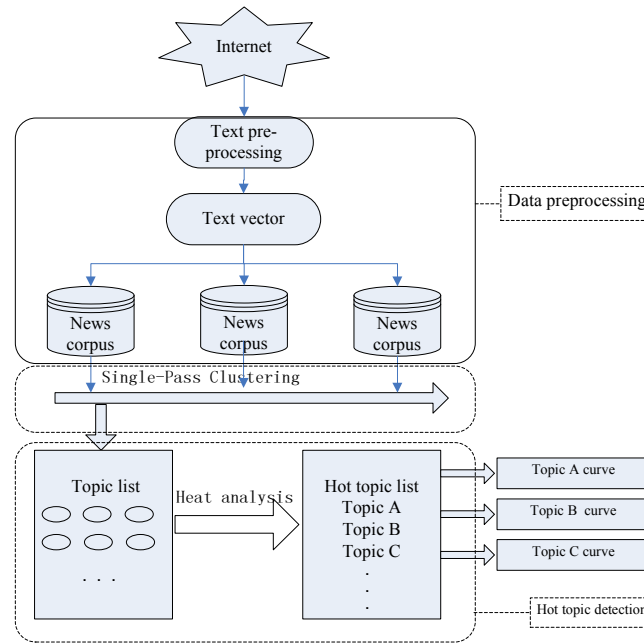 Internet
Text pre-
processing
Text vector
Data preprocessing
News
corpus
News
corpus
News
corpus
Single-Pass Clustering
Topic list
. . .
Heat analysis
Hot topic list
Topic A
Topic B
Topic C
.
.
.
Topic A curve
Topic B curve
Topic C curve
Hot topic detection